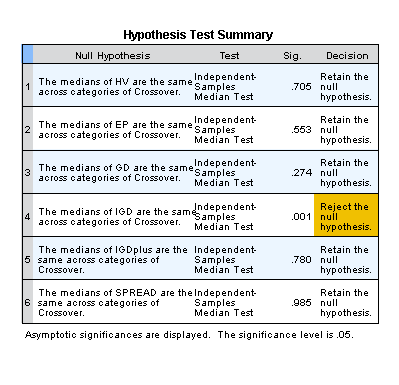 Hypothesis Test Summary
Null Hypothesis Test Sig. Decision
1 The medians of HV are the same across categories of Crossover. Independent-Samples Median Test .705 Retain the null hypothesis.
2 The medians of EP are the same across categories of Crossover. Independent-Samples Median Test .553 Retain the null hypothesis.
3 The medians of GD are the same across categories of Crossover. Independent-Samples Median Test .274 Retain the null hypothesis.
4 The medians of IGD are the same across categories of Crossover. Independent-Samples Median Test .001 Reject the null hypothesis.
5 The medians of IGDplus are the same across categories of Crossover. Independent-Samples Median Test .780 Retain the null hypothesis.
6 The medians of SPREAD are the same across categories of Crossover. Independent-Samples Median Test .985 Retain the null hypothesis.
Asymptotic significances are displayed. The significance level is .05.